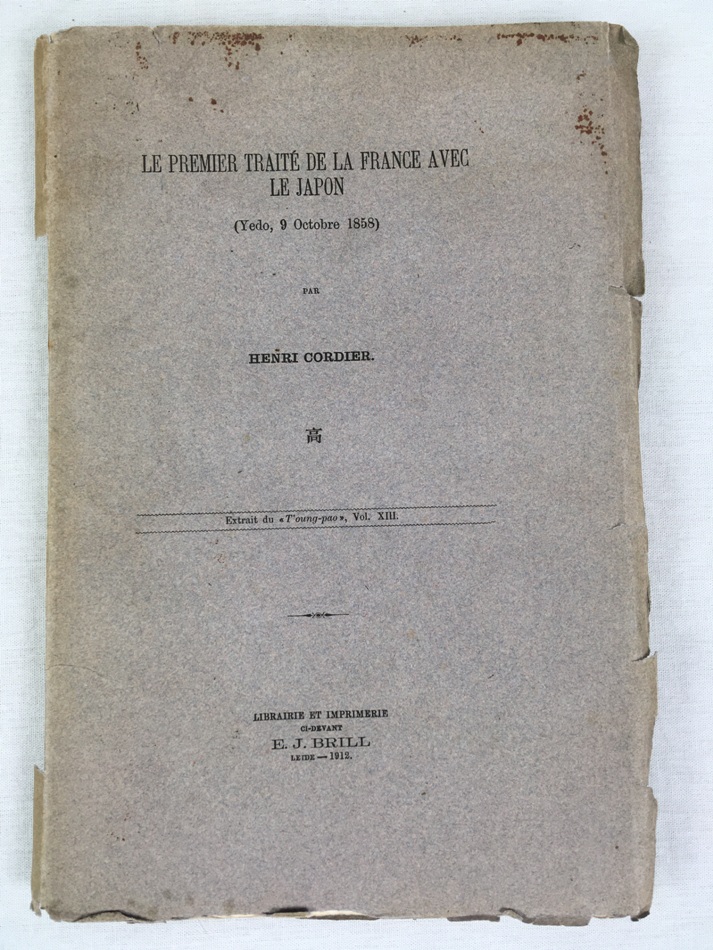 LE PREMIER TRAITÉ DE LA FRANCE AVEC
LE JAPON
(Yedo, 9 Octobre 1858)
PAR
HENRI CORDIER.
高
Extrait du «T'oung-pao», Vol. XIII.
LIBRAIRIE ET IMPRIMERIE
CI-DEVANT
E. J. BRILL
LEIDE — 1912.